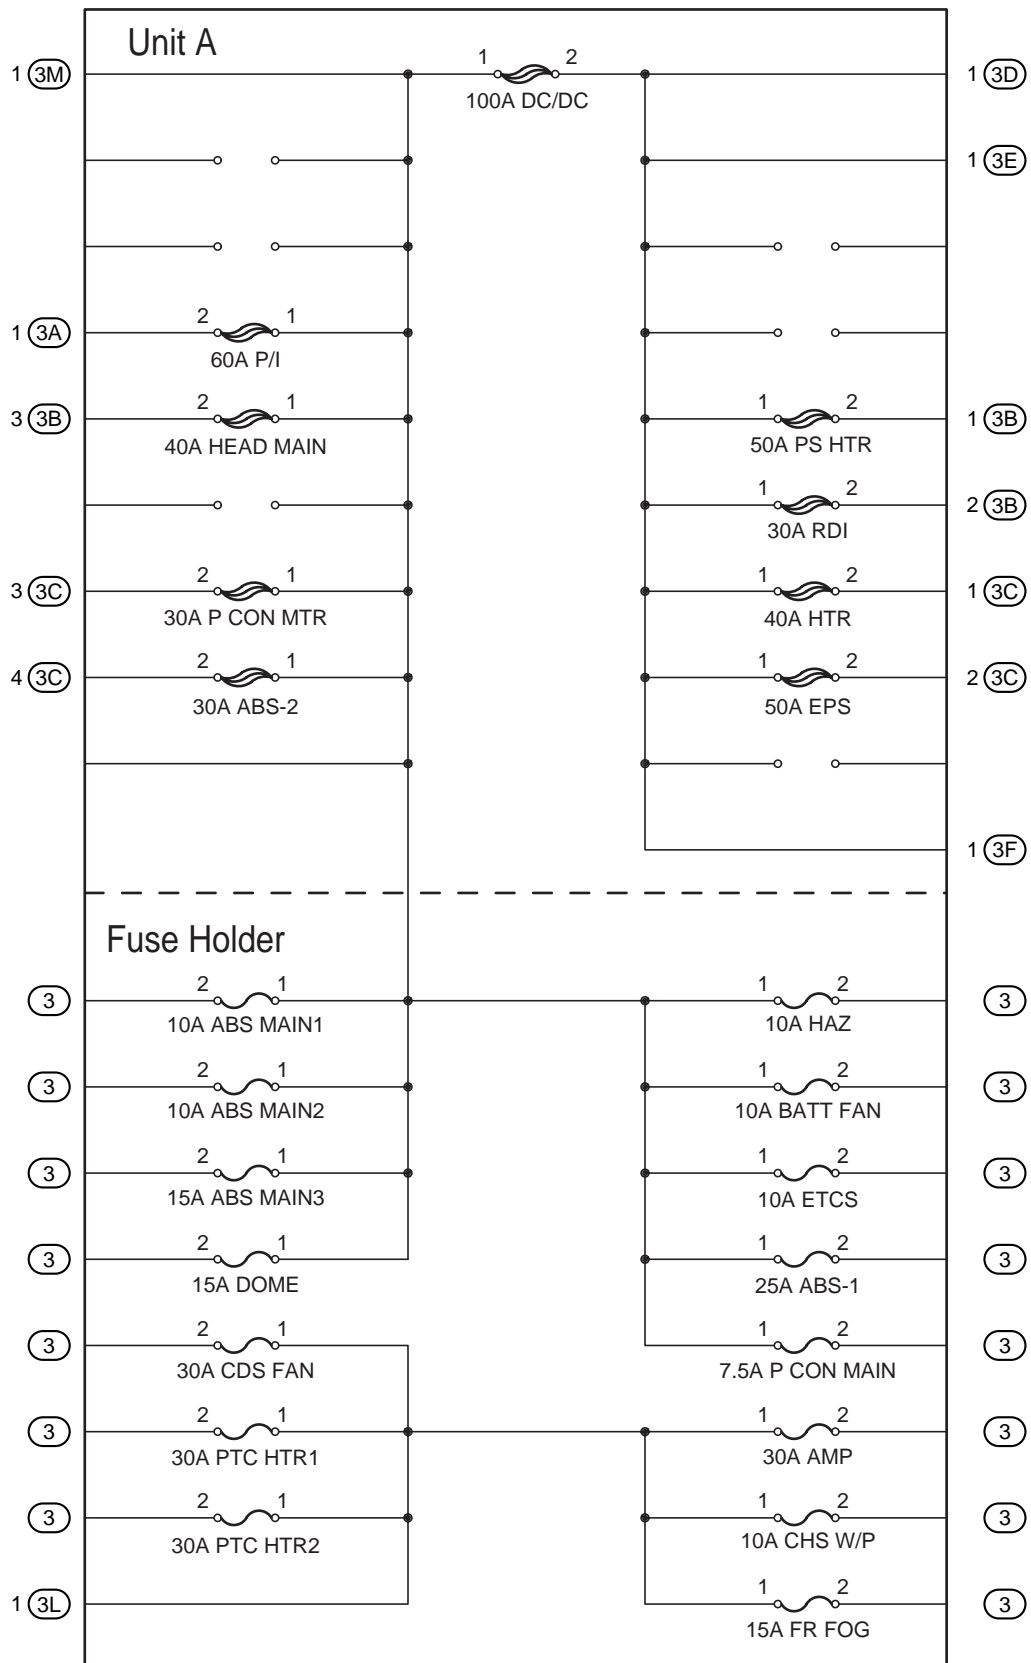 Unit A
1 3M 1 2 1 3D
100A DC/DC
1 3E
1 3A 2 1
60A P/I
3 3B 2 1 1 2 1 3B
40A HEAD MAIN 50A PS HTR
1 2 2 3B
30A RDI
3 3C 2 1 1 2 1 3C
30A P CON MTR 40A HTR
4 3C 2 1 1 2 2 3C
30A ABS-2 50A EPS
1 3F
Fuse Holder
3 2 1 1 2 3
10A ABS MAIN1 10A HAZ
3 2 1 1 2 3
10A ABS MAIN2 10A BATT FAN
3 2 1 1 2 3
15A ABS MAIN3 10A ETCS
3 2 1 1 2 3
15A DOME 25A ABS-1
3 2 1 1 2 3
30A CDS FAN 7.5A P CON MAIN
3 2 1 1 2 3
30A PTC HTR1 30A AMP
3 2 1 1 2 3
30A PTC HTR2 10A CHS W/P
1 3L 1 2 3
15A FR FOG